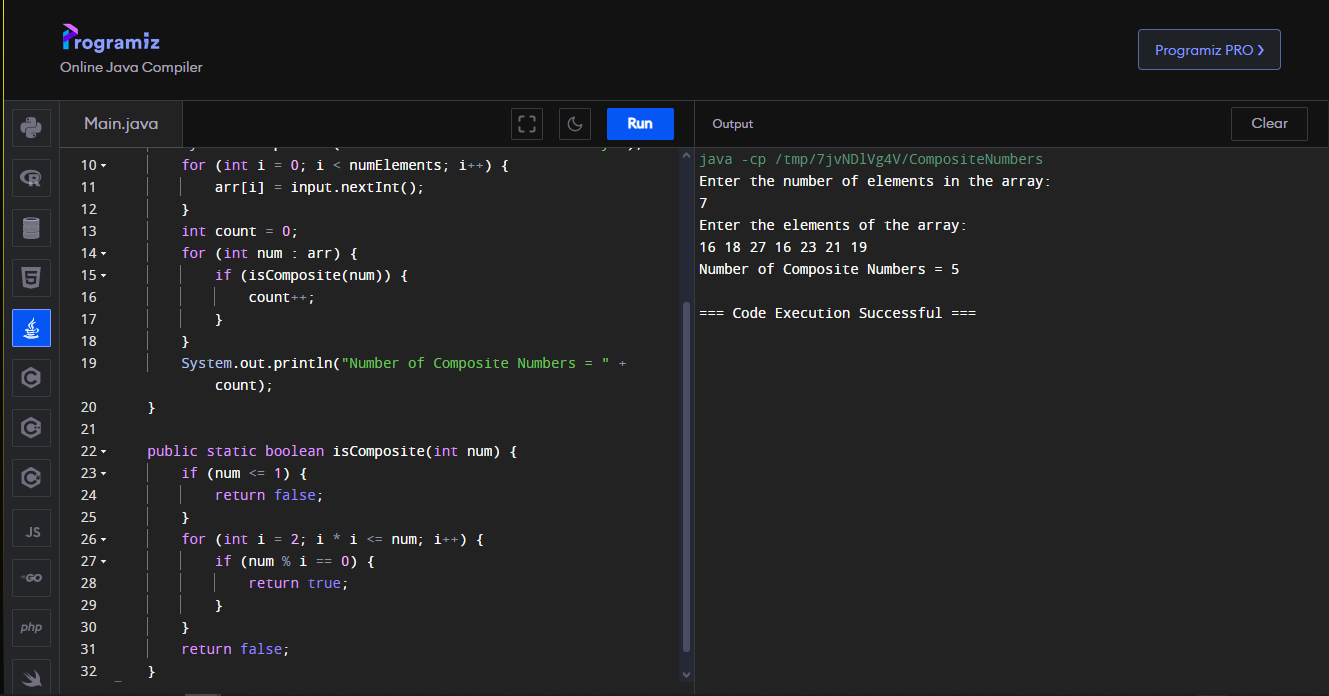 Programiz
Online Java Compiler
Programiz PRO
Main.java
Run
Output
Clear
10 for (int i = 0; i < numElements; i++) {
11 arr[i] = input.nextInt();
12 }
13 int count = 0;
14 for (int num : arr) {
15 if (isComposite(num)) {
16 count++;
17 }
18 }
19 System.out.println("Number of Composite Numbers = " +
count);
20 }
21
22 public static boolean isComposite(int num) {
23 if (num <= 1) {
24 return false;
25 }
26 for (int i = 2; i * i <= num; i++) {
27 if (num % i == 0) {
28 return true;
29 }
30 }
31 return false;
32 }
java -cp /tmp/7jvNDlVg4V/CompositeNumbers
Enter the number of elements in the array:
7
Enter the elements of the array:
16 18 27 16 23 21 19
Number of Composite Numbers = 5
=== Code Execution Successful ===
R
5
C
C
C
JS
GO
php